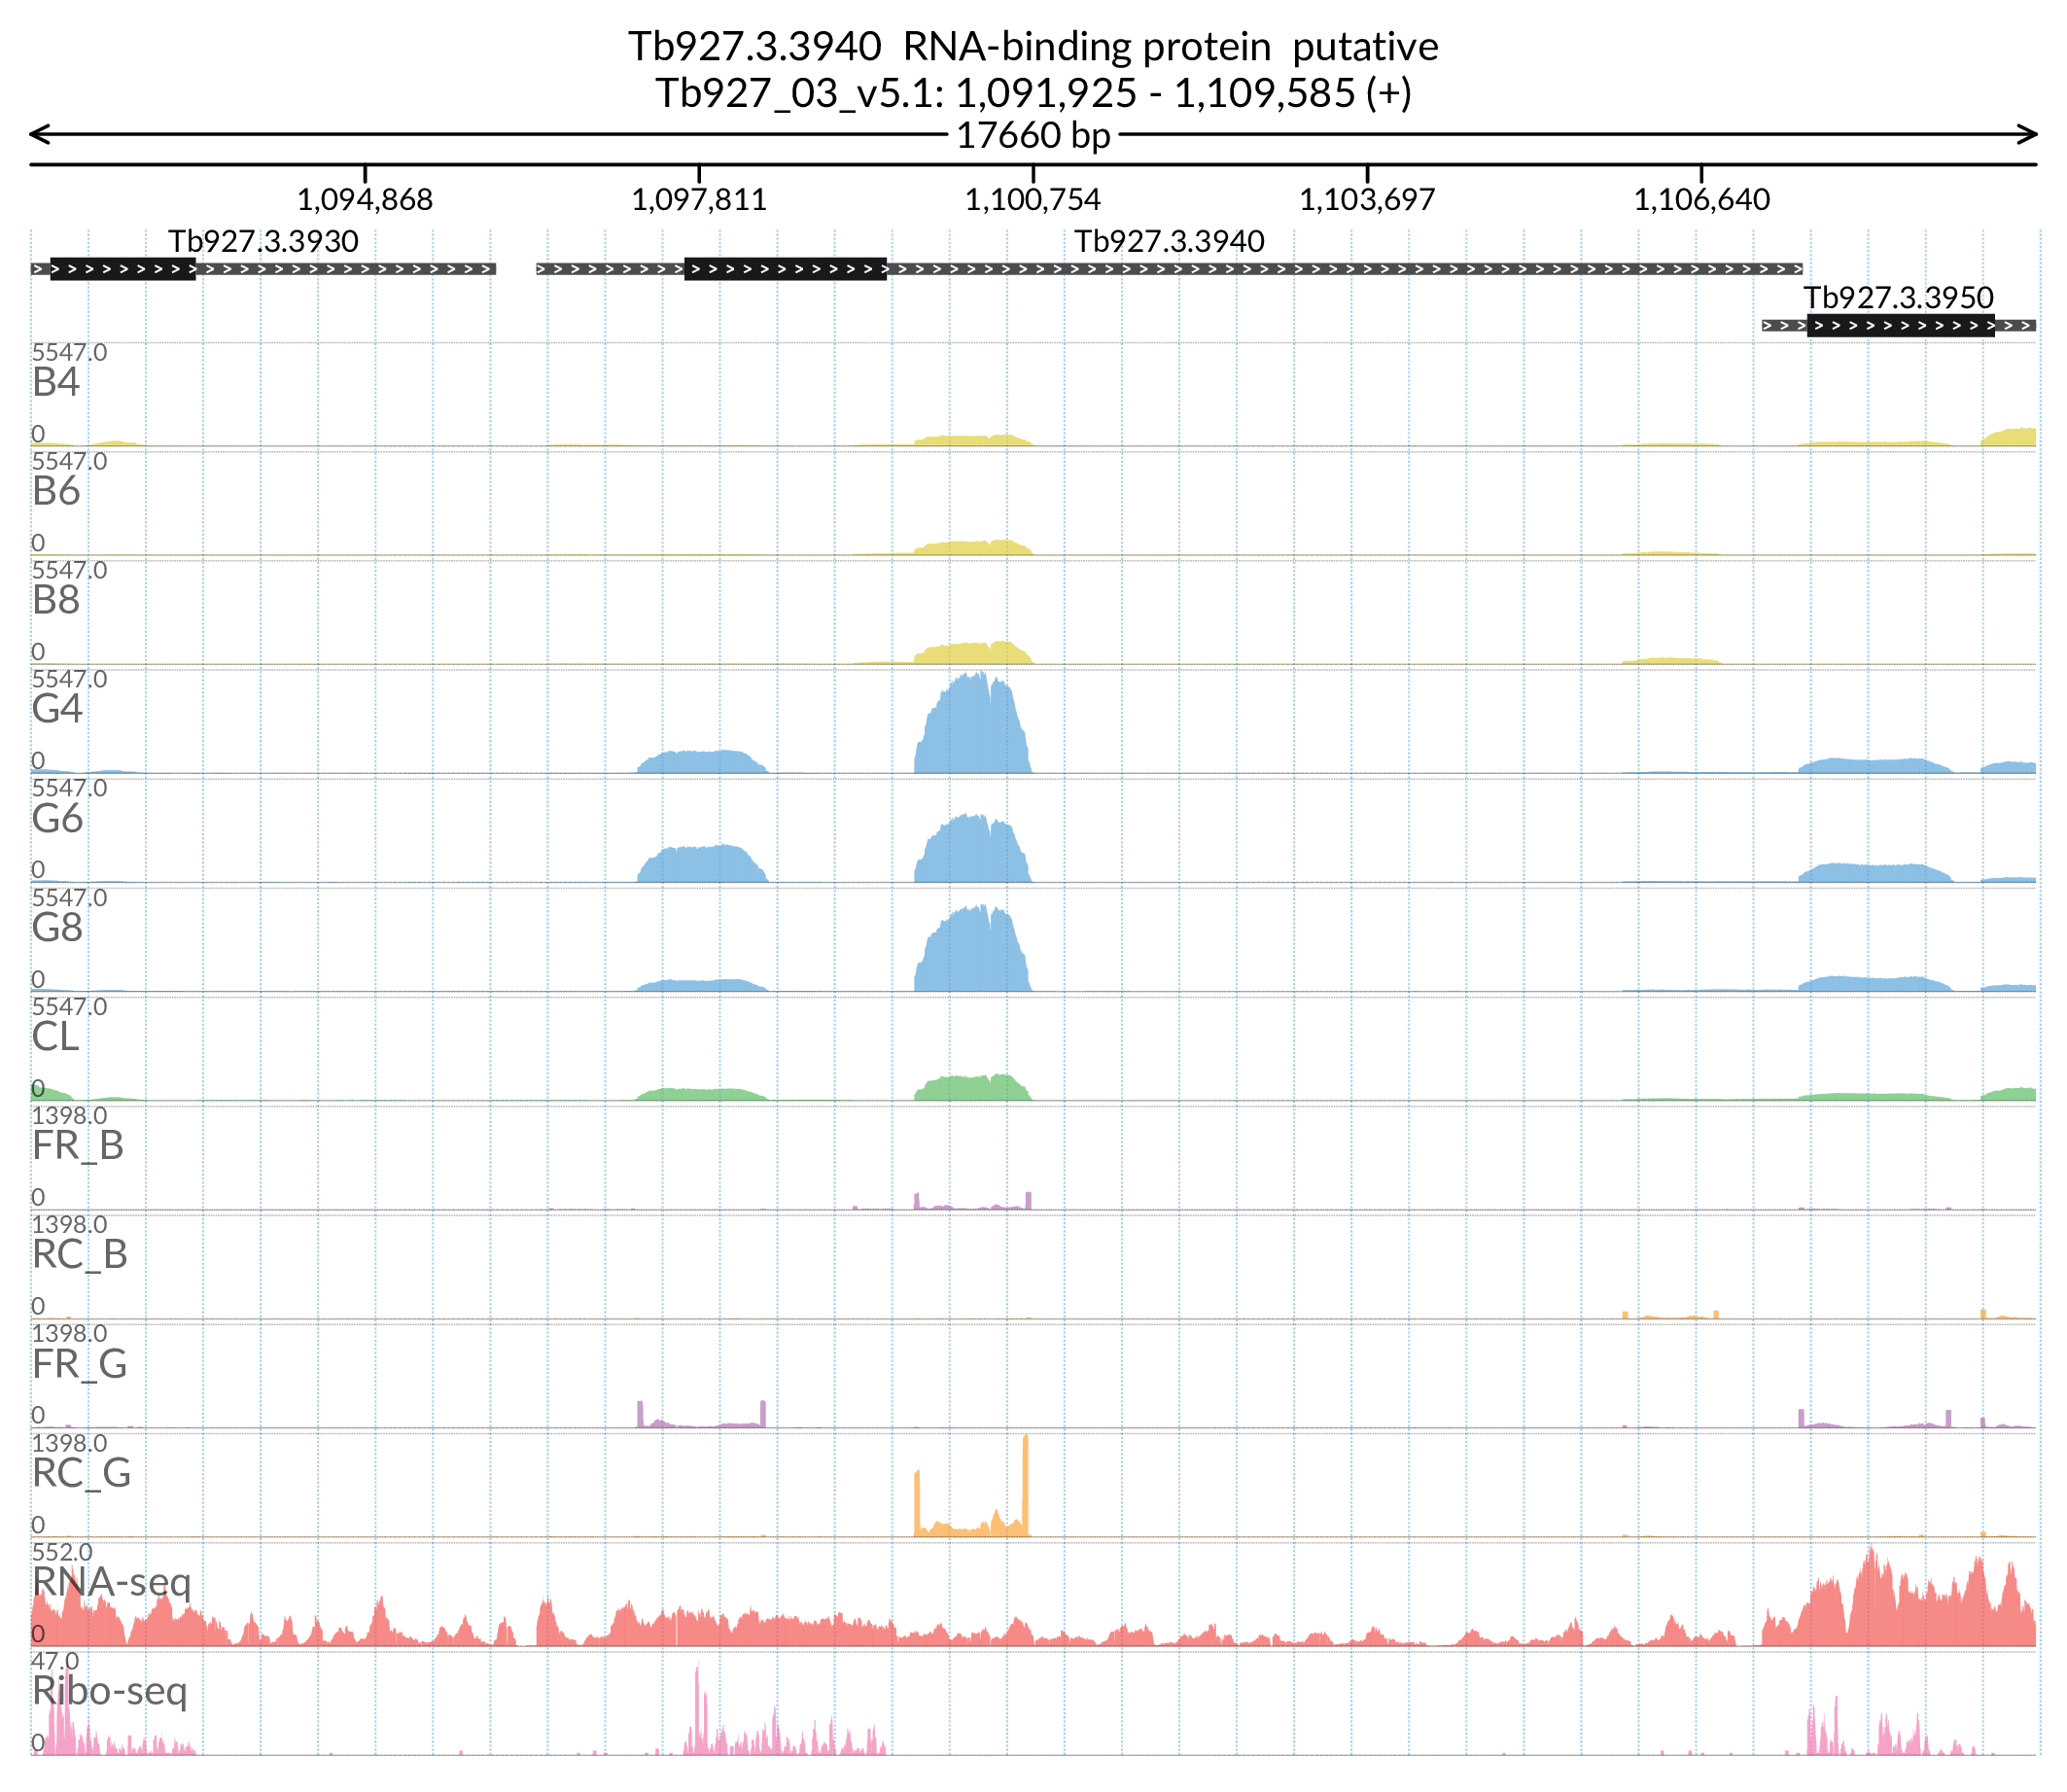 Tb927.3.3940 RNA-binding protein putative
Tb927_03_v5.1: 1,091,925 - 1,109,585 (+)
17660 bp
1,094,868 1,097,811 1,100,754 1,103,697 1,106,640
Tb927.3.3930 Tb927.3.3940
Tb927.3.3950
5547.0
B4
0
5547.0
B6
0
5547.0
B8
0
5547.0
G4
0
5547.0
G6
0
5547.0
G8
0
5547.0
CL
0
1398.0
FR_B
0
1398.0
RC_B
0
1398.0
FR_G
0
1398.0
RC_G
0
552.0
RNA-seq
0
47.0
Ribo-seq
0